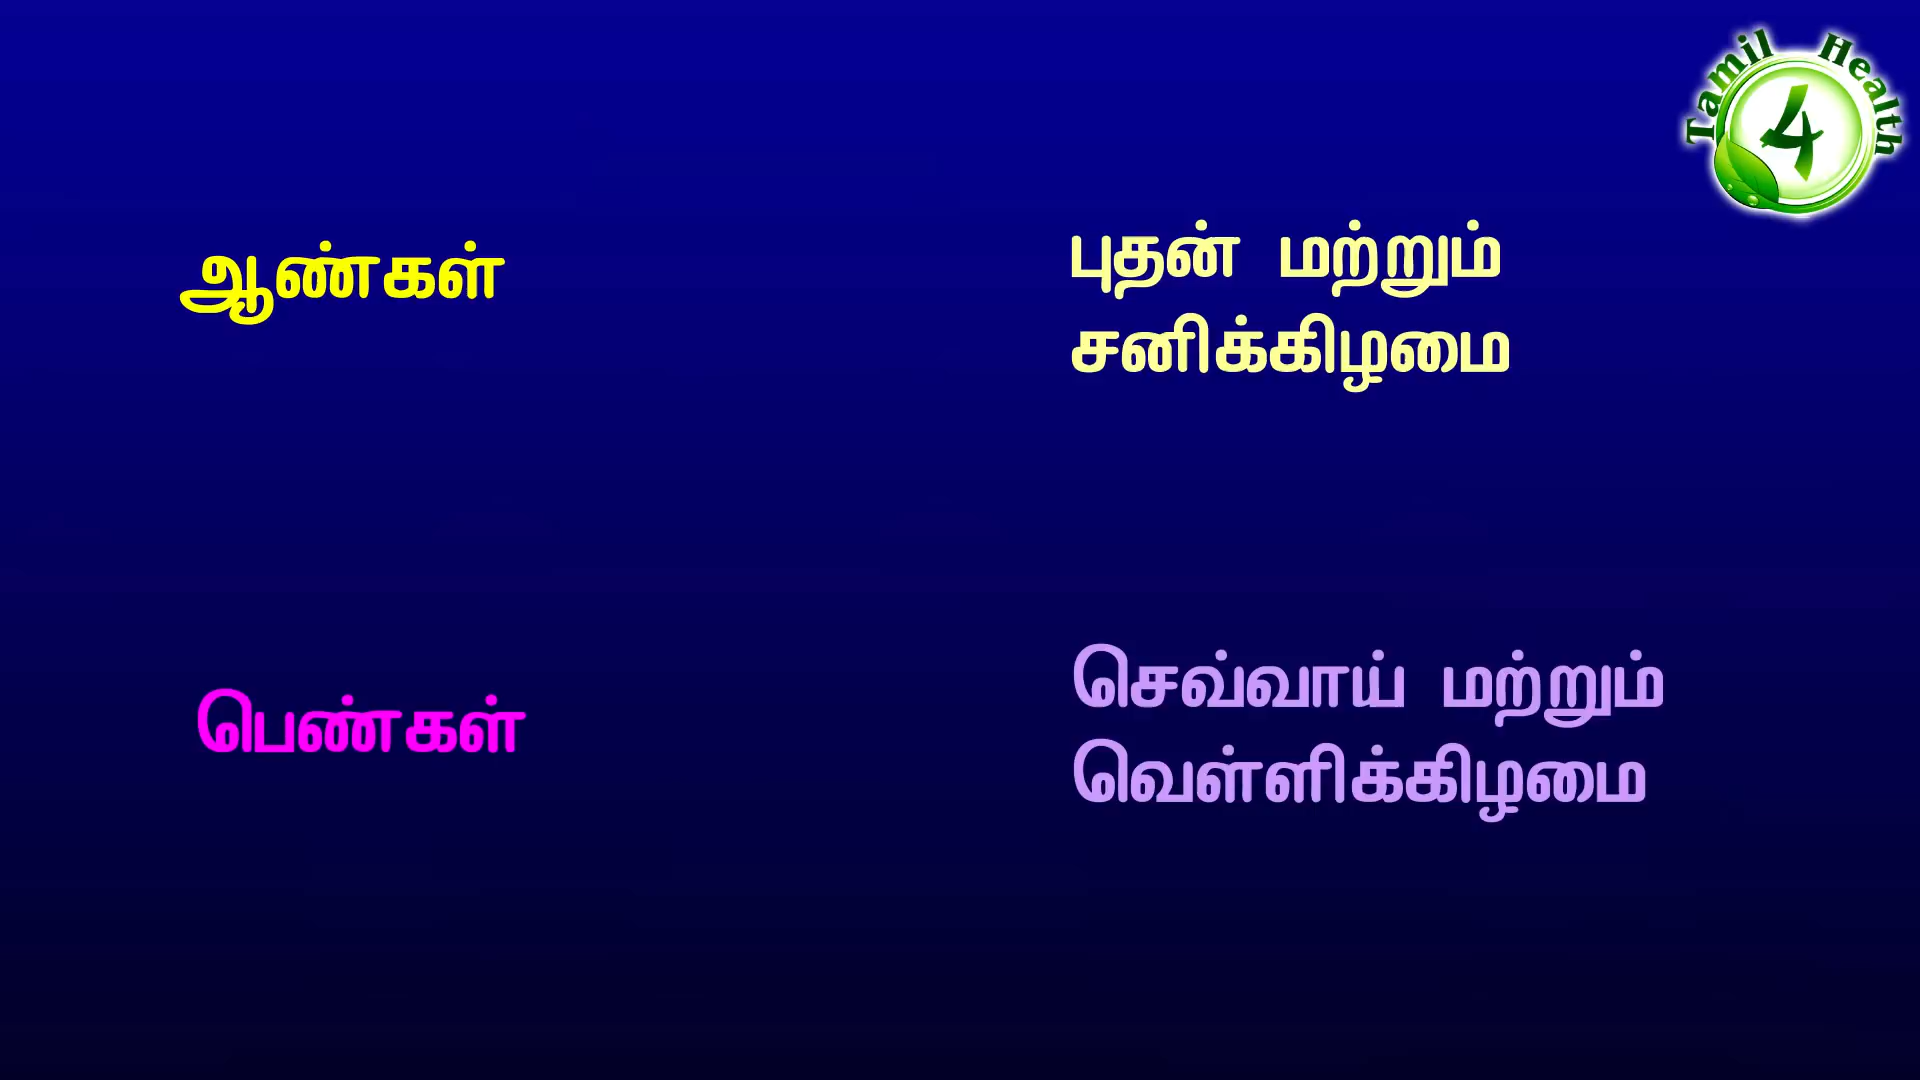 Tamil 4 Health
ஆண்கள்
புதன் மற்றும்
சனிக்கிழமை
பெண்கள்
செவ்வாய் மற்றும்
வெள்ளிக்கிழமை